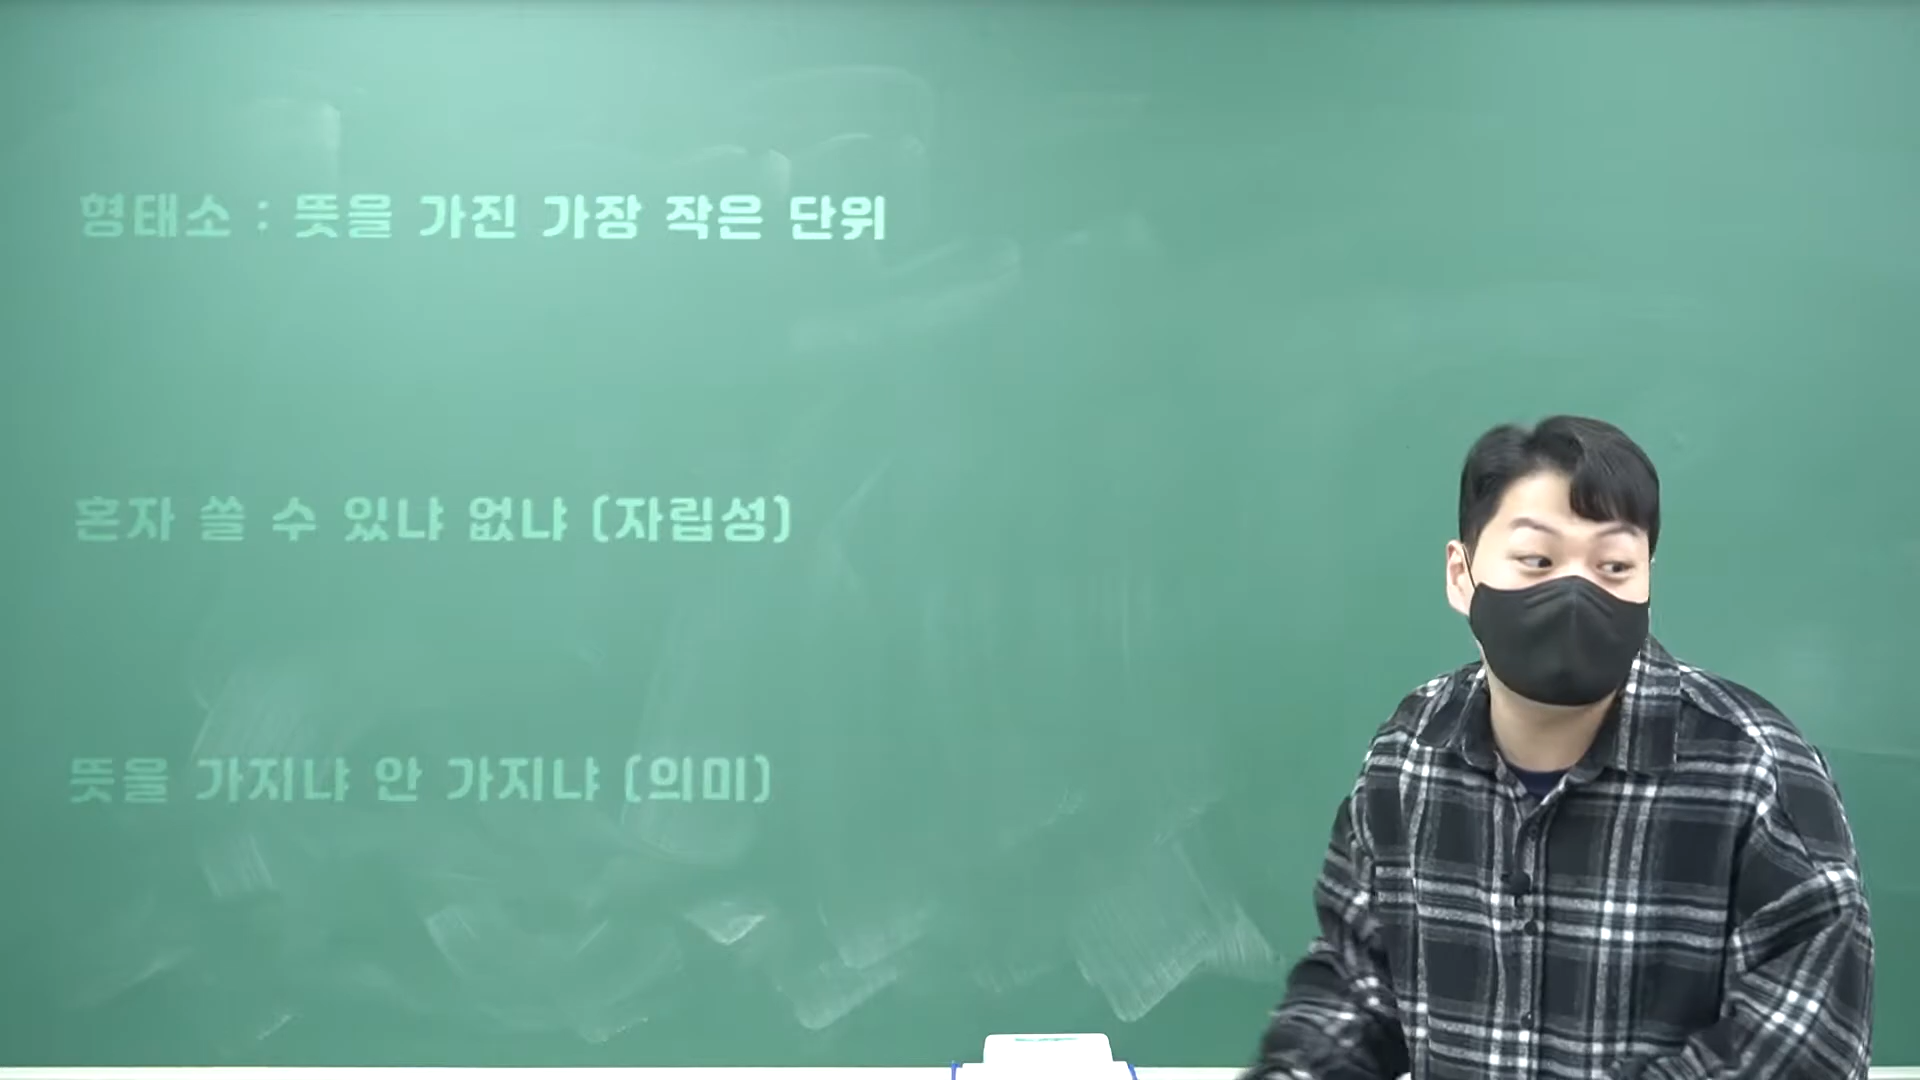 형태소 : 뜻을 가진 가장 작은 단위
혼자 쓸 수 있냐 없냐 (자립성)
뜻을 가지냐 안 가지냐 (의미)